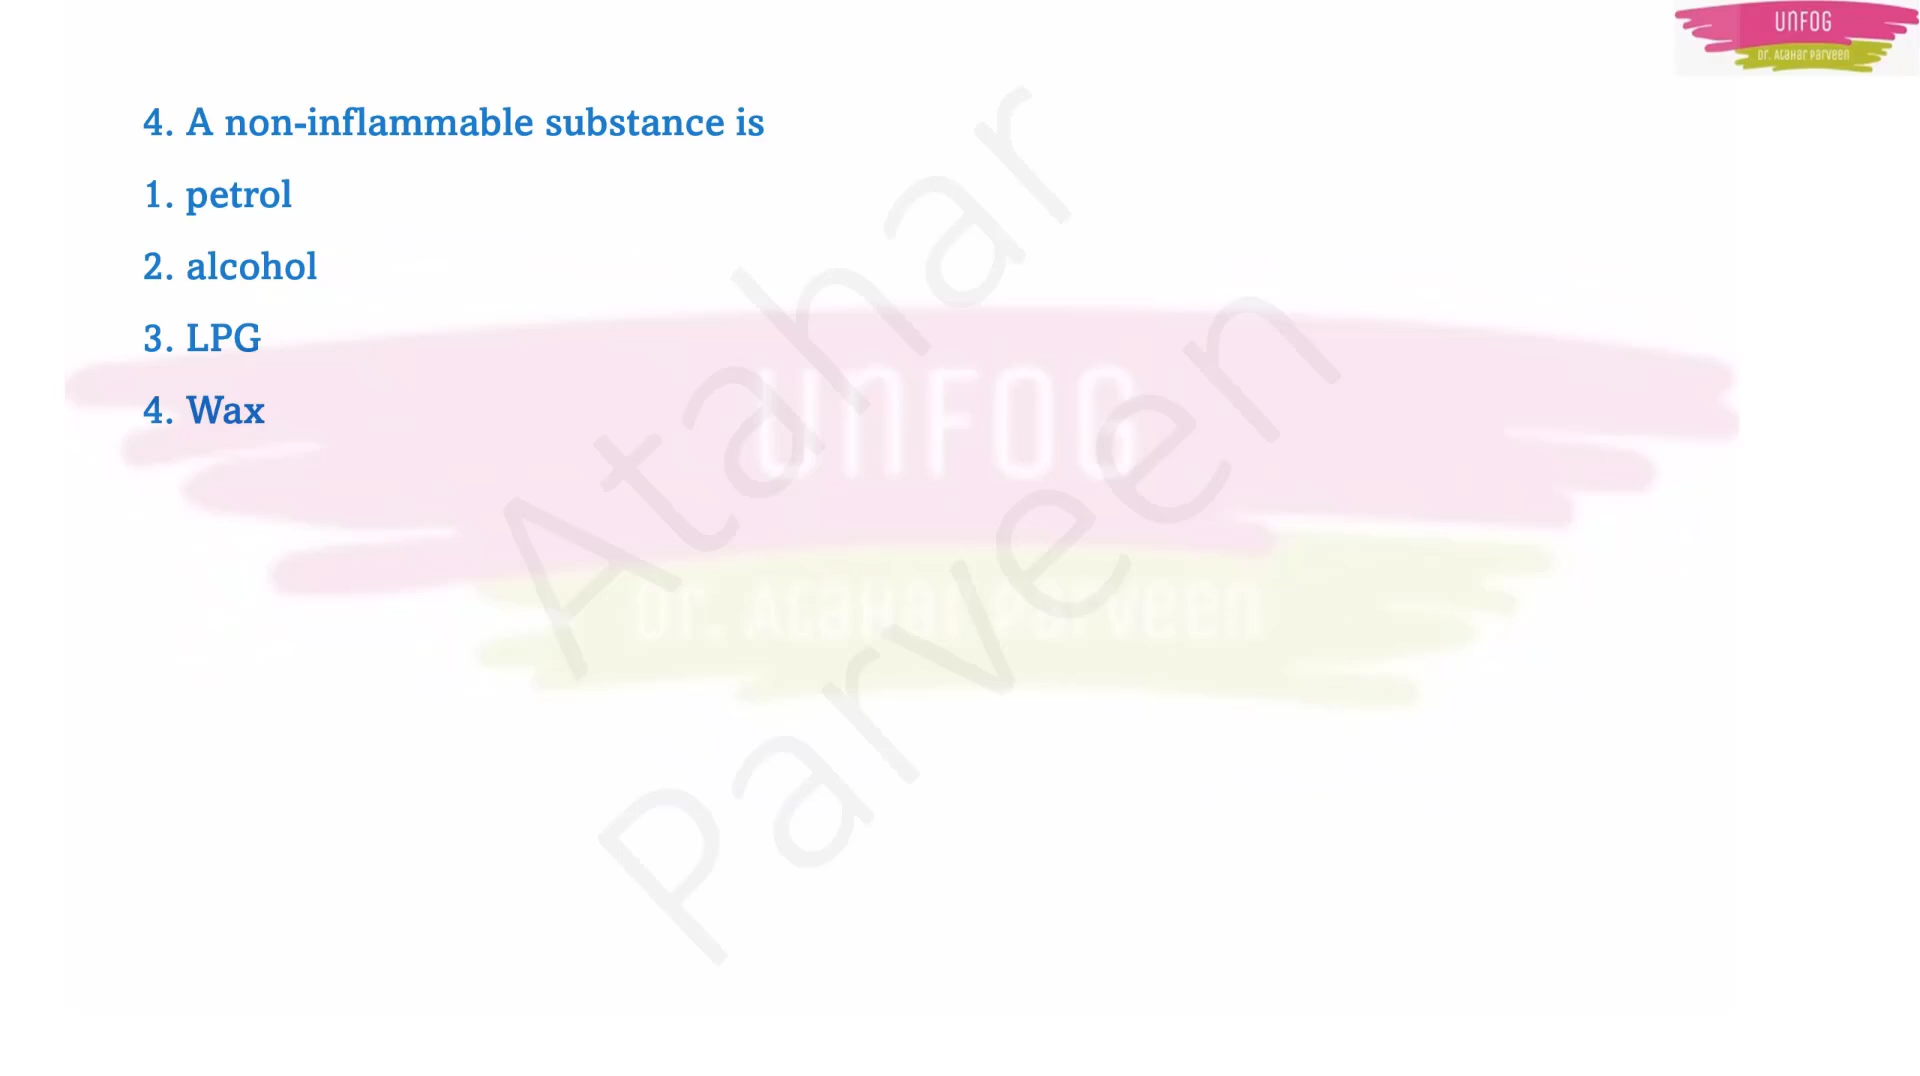 UNFOG
Dr. Atahar Parveen
4. A non-inflammable substance is
1. petrol
2. alcohol
3. LPG
4. Wax
UNFOG
Dr. Atahar Parveen
Atahar
Parveen